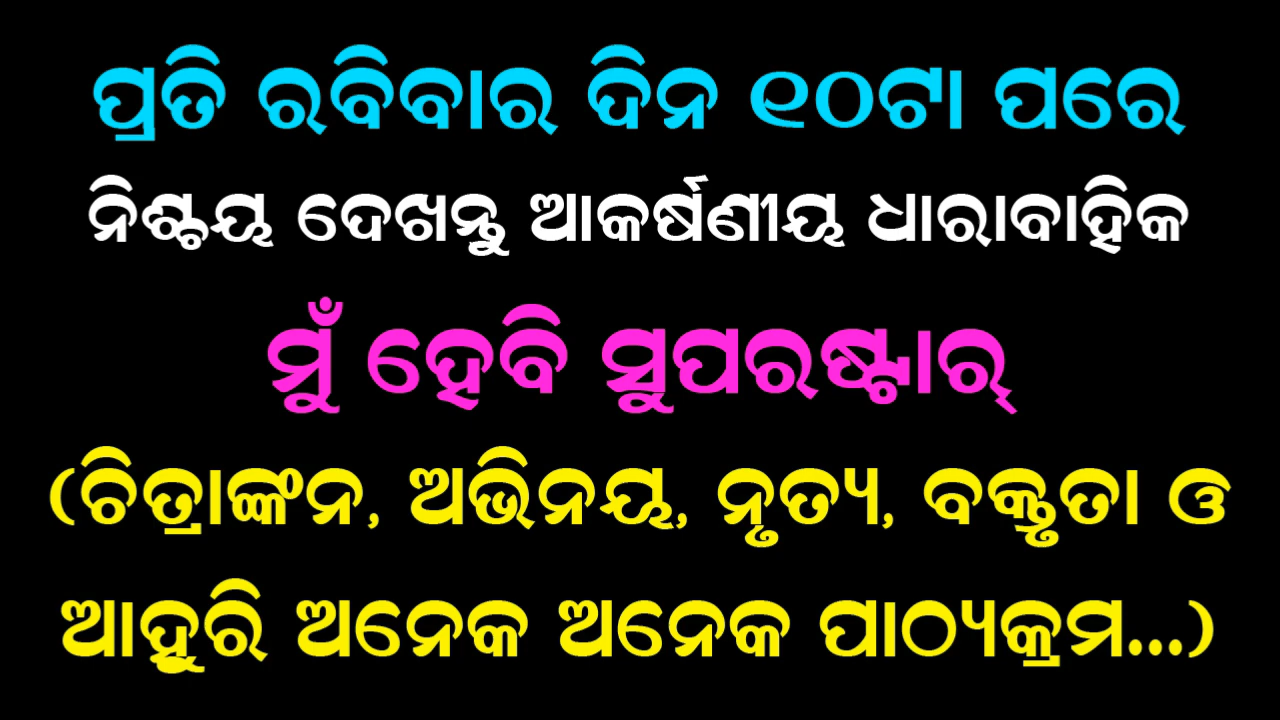 ପ୍ରତି ରବିବାର ଦିନ ୧୦ଟା ପରେ
ନିଶ୍ଚୟ ଦେଖନ୍ତୁ ଆକର୍ଷଣୀୟ ଧାରାବାହିକ
ମୁଁ ହେବି ସୁପରଷ୍ଟାର୍
(ଚିତ୍ରାଙ୍କନ, ଅଭିନୟ, ନୃତ୍ୟ, ବକ୍ତୃତା ଓ
ଆହୁରି ଅନେକ ଅନେକ ପାଠ୍ୟକ୍ରମ...)